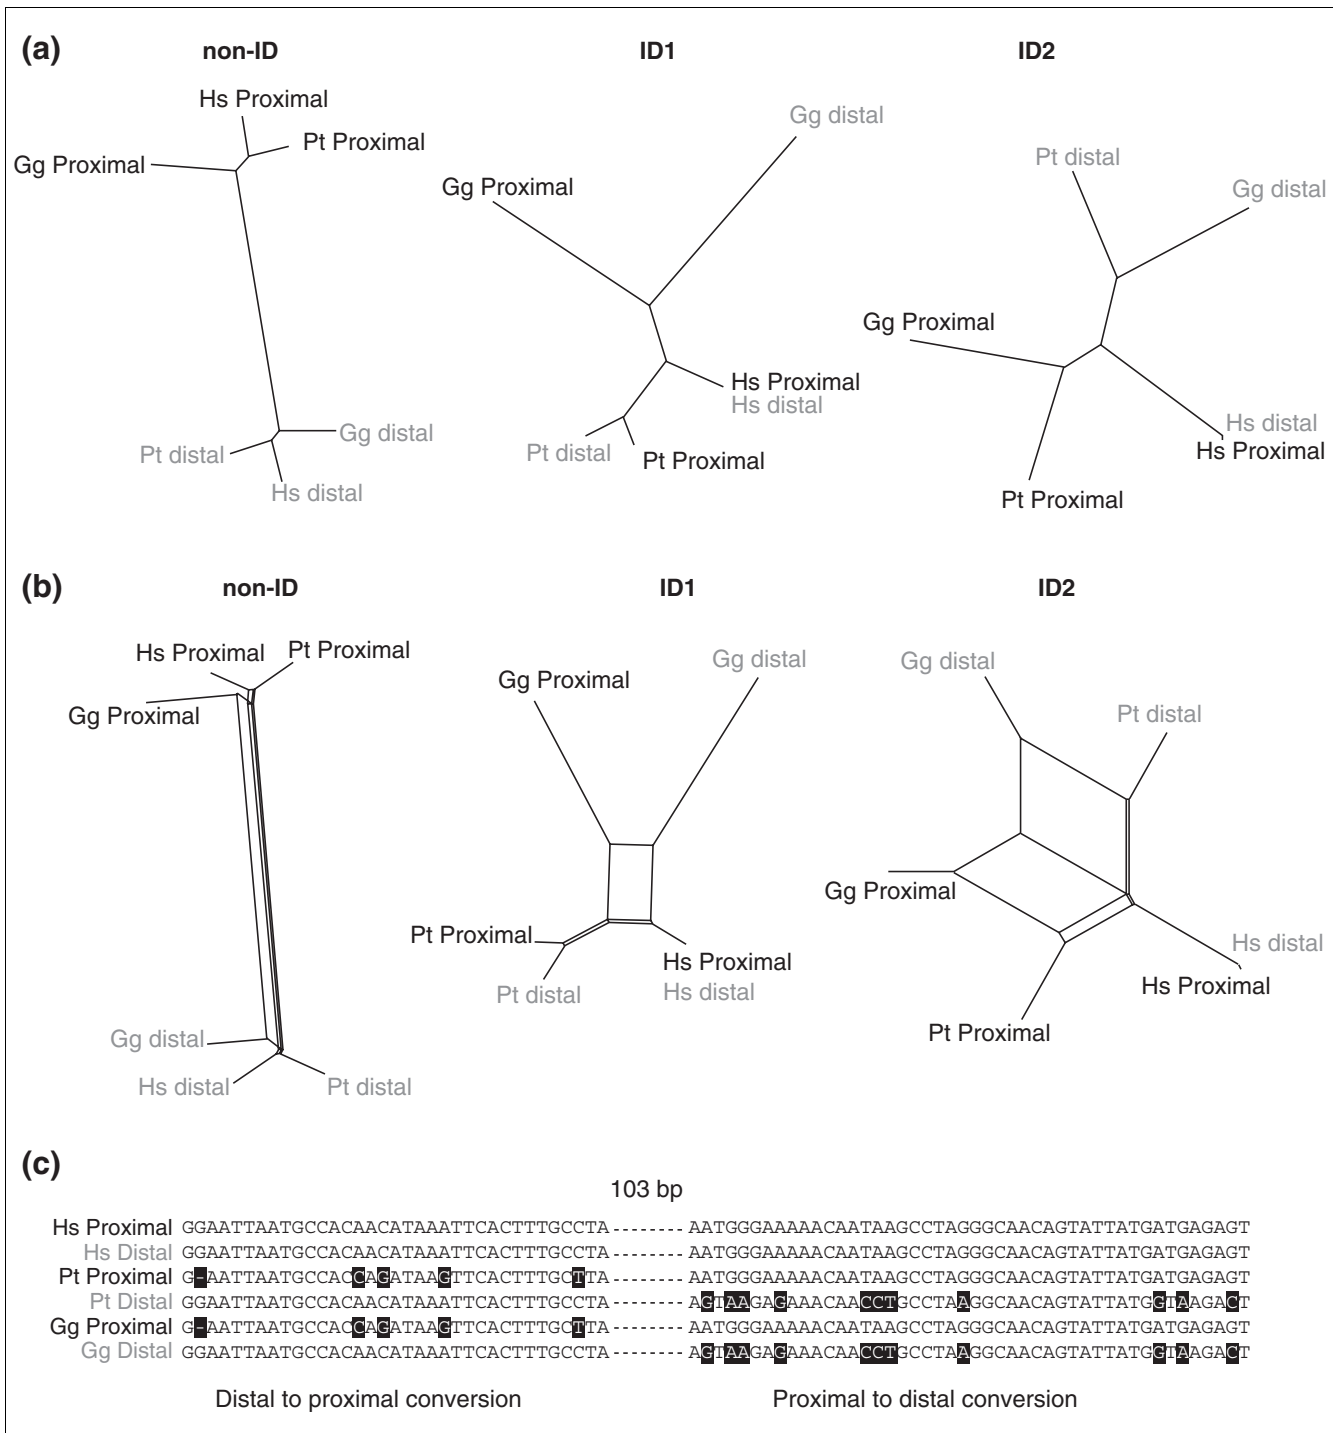 (a)
non-ID
ID1
ID2
Hs Proximal
Pt Proximal
Gg Proximal
Pt distal
Gg distal
Hs distal
Gg distal
Gg Proximal
Hs Proximal
Hs distal
Pt distal
Pt Proximal
Pt distal
Gg distal
Gg Proximal
Hs distal
Hs Proximal
Pt Proximal
(b)
non-ID
ID1
ID2
Hs Proximal
Pt Proximal
Gg Proximal
Gg distal
Hs distal
Pt distal
Gg Proximal
Gg distal
Pt Proximal
Hs Proximal
Pt distal
Hs distal
Gg distal
Pt distal
Gg Proximal
Hs distal
Hs Proximal
Pt Proximal
(c)
103 bp
Hs Proximal GGAATTAATGCCACAACATAAATTCACTTTGCCTA -------- AATGGGAAAAACAATAAGCCTAGGGCAACAGTATTATGATGAGAGT
Hs Distal GGAATTAATGCCACAACATAAATTCACTTTGCCTA -------- AATGGGAAAAACAATAAGCCTAGGGCAACAGTATTATGATGAGAGT
Pt Proximal G-AATTAATGCCACCAGATAAGTTCACTTTGCTTA -------- AATGGGAAAAACAATAAGCCTAGGGCAACAGTATTATGATGAGAGT
Pt Distal GGAATTAATGCCACAACATAAATTCACTTTGCCTA -------- AGTAAGAGAAACAACCTGCCTAAGGCAACAGTATTATGGTAAGACT
Gg Proximal G-AATTAATGCCACCAGATAAGTTCACTTTGCTTA -------- AATGGGAAAAACAATAAGCCTAGGGCAACAGTATTATGATGAGAGT
Gg Distal GGAATTAATGCCACAACATAAATTCACTTTGCCTA -------- AGTAAGAGAAACAACCTGCCTAAGGCAACAGTATTATGGTAAGACT
Distal to proximal conversion
Proximal to distal conversion